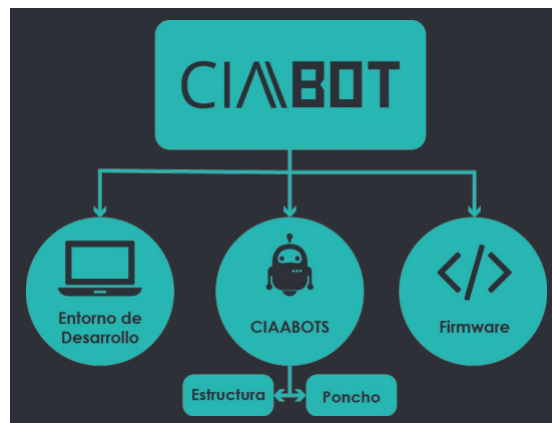 CIAABOT
Entorno de
Desarrollo
CIAABOTS
Firmware
Estructura
Poncho